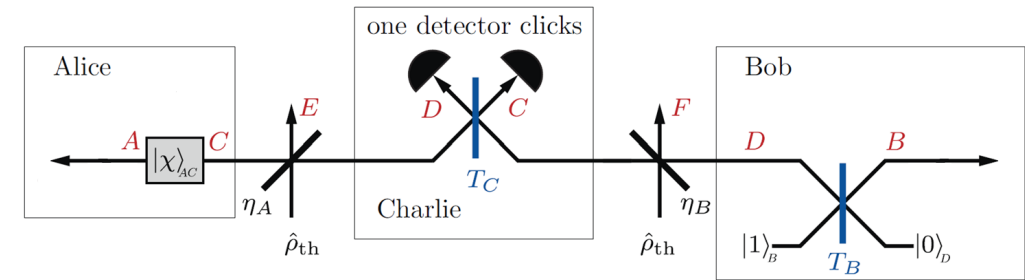 one detector clicks
Alice
Bob
D C
A |χ⟩AC C E F D B
TC
ηA Charlie ηB
ρ̂th ρ̂th |1⟩B TB |0⟩D